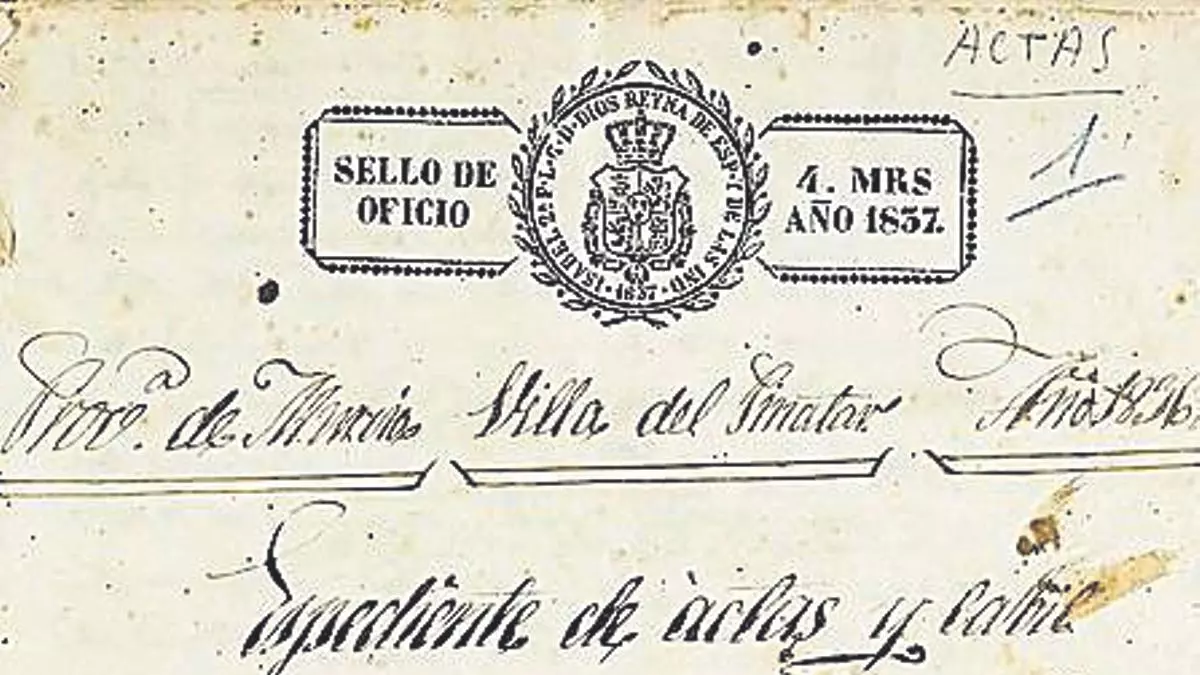 ACTAS
1
SELLO DE
OFICIO
ISABEL 2.ª P. L. G. D. DIOS REYNA DE ESP. Y DE LAS IND.
1837
4. MRS
AÑO 1837.
Provª. de Murcia Villa del Pinatar Año 1836
Espediente de actas y cabil